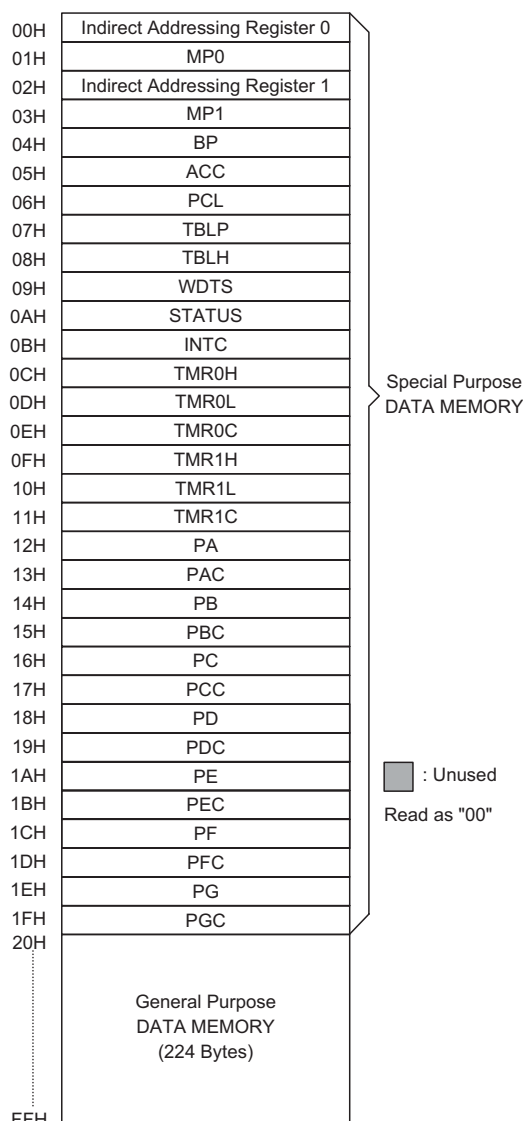 00H Indirect Addressing Register 0
01H MP0
02H Indirect Addressing Register 1
03H MP1
04H BP
05H ACC
06H PCL
07H TBLP
08H TBLH
09H WDTS
0AH STATUS
0BH INTC
0CH TMR0H
0DH TMR0L
0EH TMR0C
0FH TMR1H
10H TMR1L
11H TMR1C
12H PA
13H PAC
14H PB
15H PBC
16H PC
17H PCC
18H PD
19H PDC
1AH PE
1BH PEC
1CH PF
1DH PFC
1EH PG
1FH PGC
20H
General Purpose
DATA MEMORY
(224 Bytes)
FFH
Special Purpose
DATA MEMORY
: Unused
Read as "00"